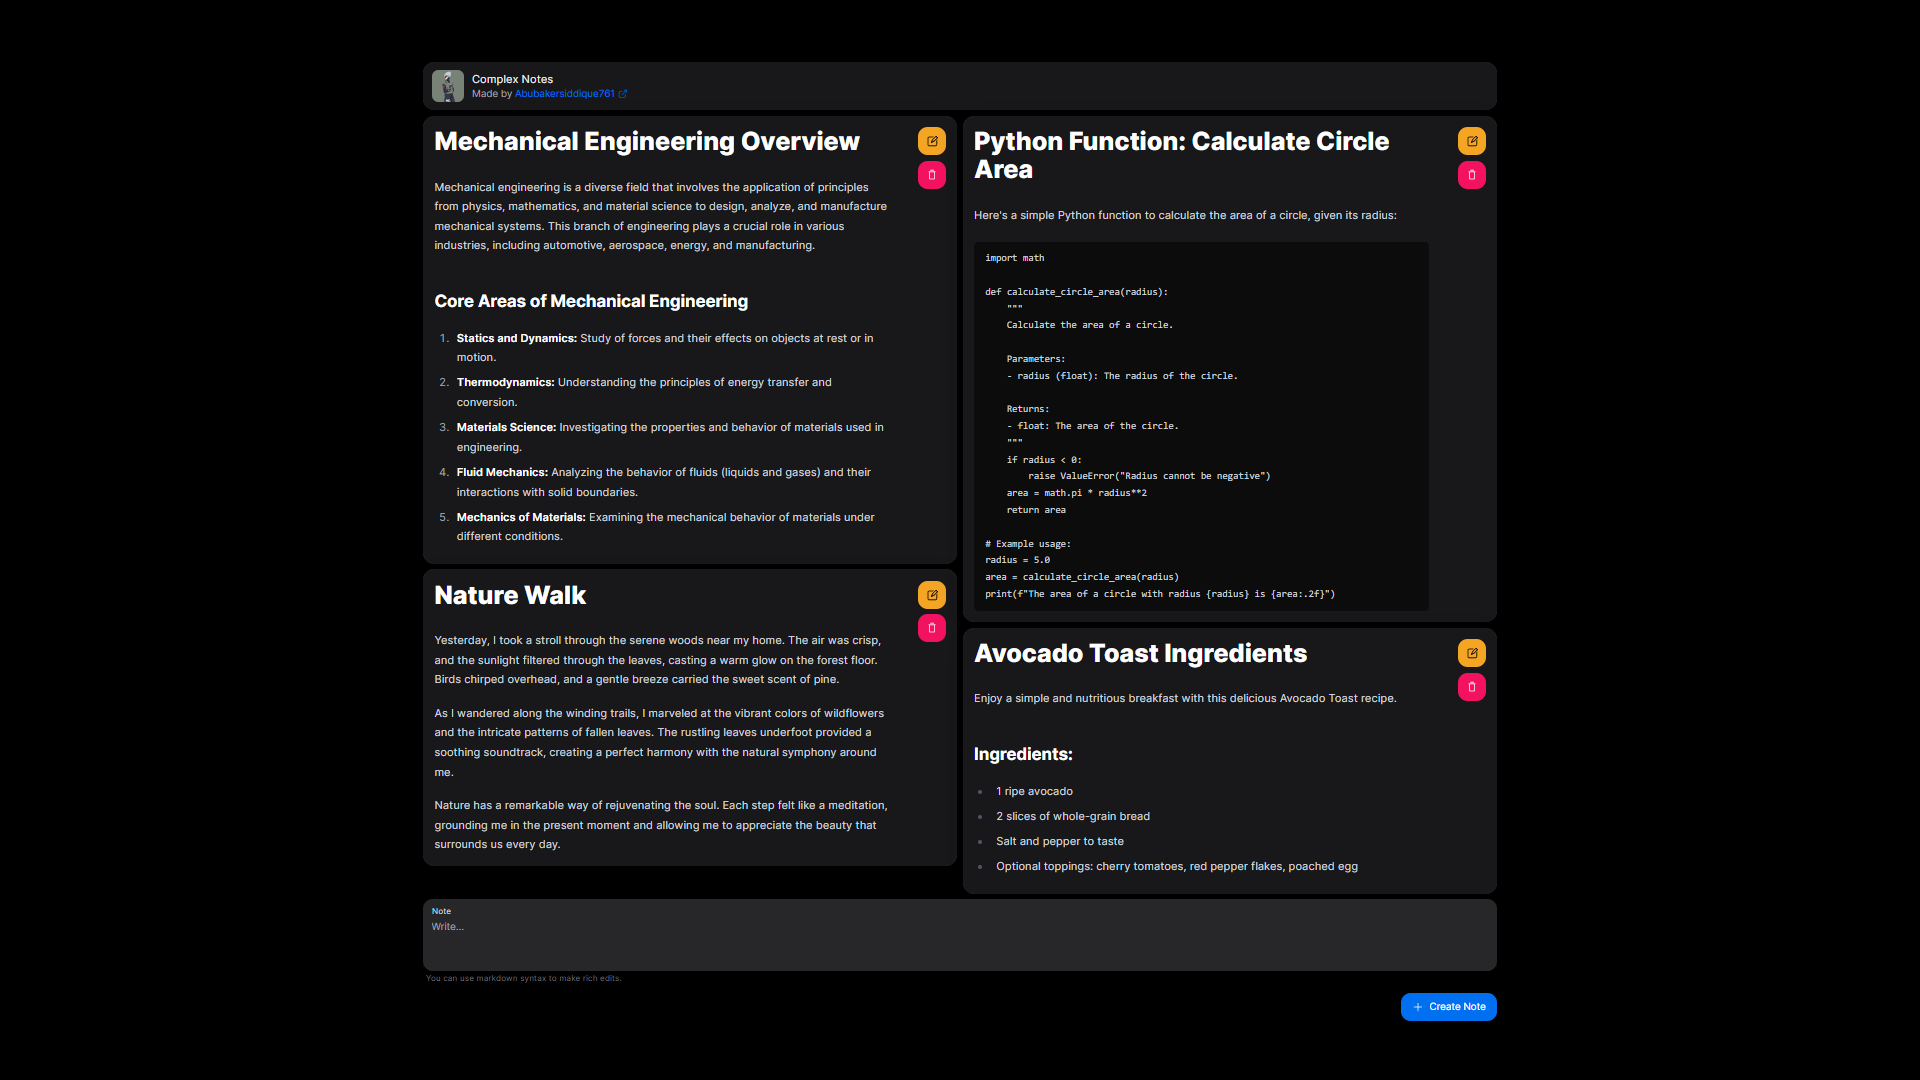 Complex Notes
Made by Abubakersiddique761
Mechanical Engineering Overview
Mechanical engineering is a diverse field that involves the application of principles
from physics, mathematics, and material science to design, analyze, and manufacture
mechanical systems. This branch of engineering plays a crucial role in various
industries, including automotive, aerospace, energy, and manufacturing.
Core Areas of Mechanical Engineering
1. Statics and Dynamics: Study of forces and their effects on objects at rest or in
motion.
2. Thermodynamics: Understanding the principles of energy transfer and
conversion.
3. Materials Science: Investigating the properties and behavior of materials used in
engineering.
4. Fluid Mechanics: Analyzing the behavior of fluids (liquids and gases) and their
interactions with solid boundaries.
5. Mechanics of Materials: Examining the mechanical behavior of materials under
different conditions.
Nature Walk
Yesterday, I took a stroll through the serene woods near my home. The air was crisp,
and the sunlight filtered through the leaves, casting a warm glow on the forest floor.
Birds chirped overhead, and a gentle breeze carried the sweet scent of pine.
As I wandered along the winding trails, I marveled at the vibrant colors of wildflowers
and the intricate patterns of fallen leaves. The rustling leaves underfoot provided a
soothing soundtrack, creating a perfect harmony with the natural symphony around
me.
Nature has a remarkable way of rejuvenating the soul. Each step felt like a meditation,
grounding me in the present moment and allowing me to appreciate the beauty that
surrounds us every day.
Python Function: Calculate Circle
Area
Here's a simple Python function to calculate the area of a circle, given its radius:
import math
def calculate_circle_area(radius):
    """
    Calculate the area of a circle.
    Parameters:
    - radius (float): The radius of the circle.
    Returns:
    - float: The area of the circle.
    """
    if radius < 0:
        raise ValueError("Radius cannot be negative")
    area = math.pi * radius**2
    return area
# Example usage:
radius = 5.0
area = calculate_circle_area(radius)
print(f"The area of a circle with radius {radius} is {area:.2f}")
Avocado Toast Ingredients
Enjoy a simple and nutritious breakfast with this delicious Avocado Toast recipe.
Ingredients:
1 ripe avocado
2 slices of whole-grain bread
Salt and pepper to taste
Optional toppings: cherry tomatoes, red pepper flakes, poached egg
Note
Write...
You can use markdown syntax to make rich edits.
+ Create Note